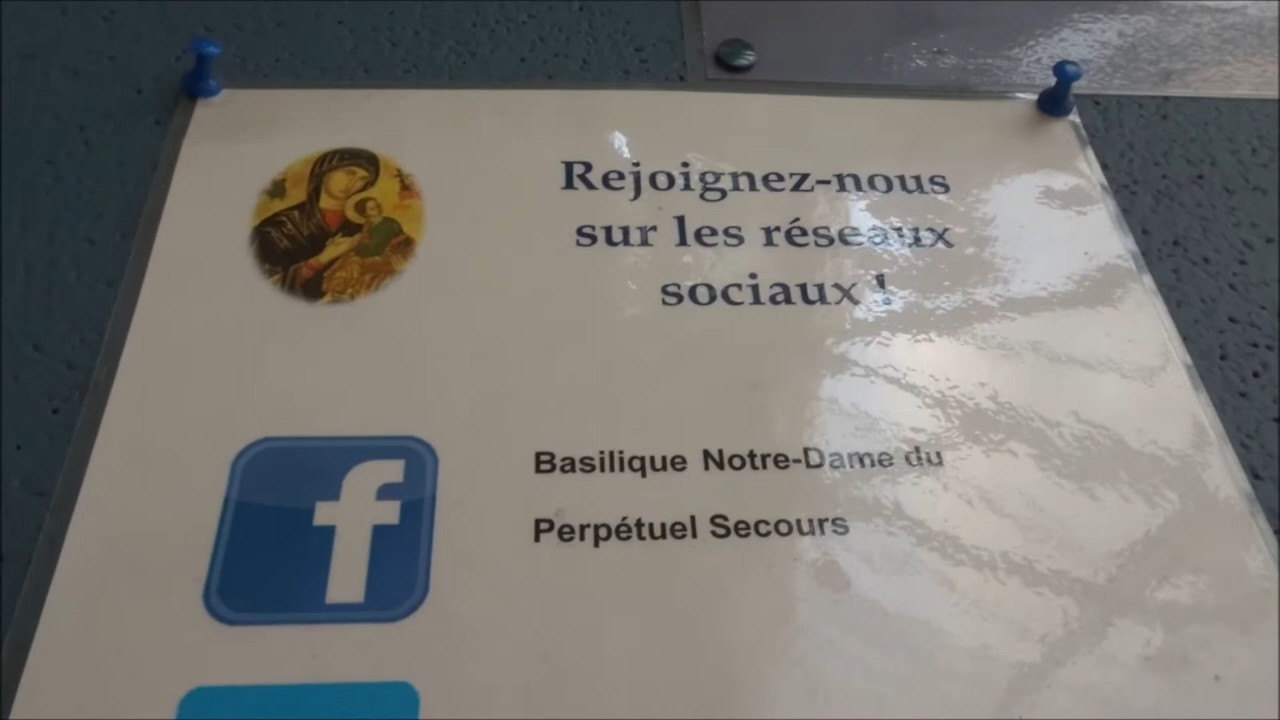 Rejoignez-nous
sur les réseaux
sociaux !
f
Basilique Notre-Dame du
Perpétuel Secours